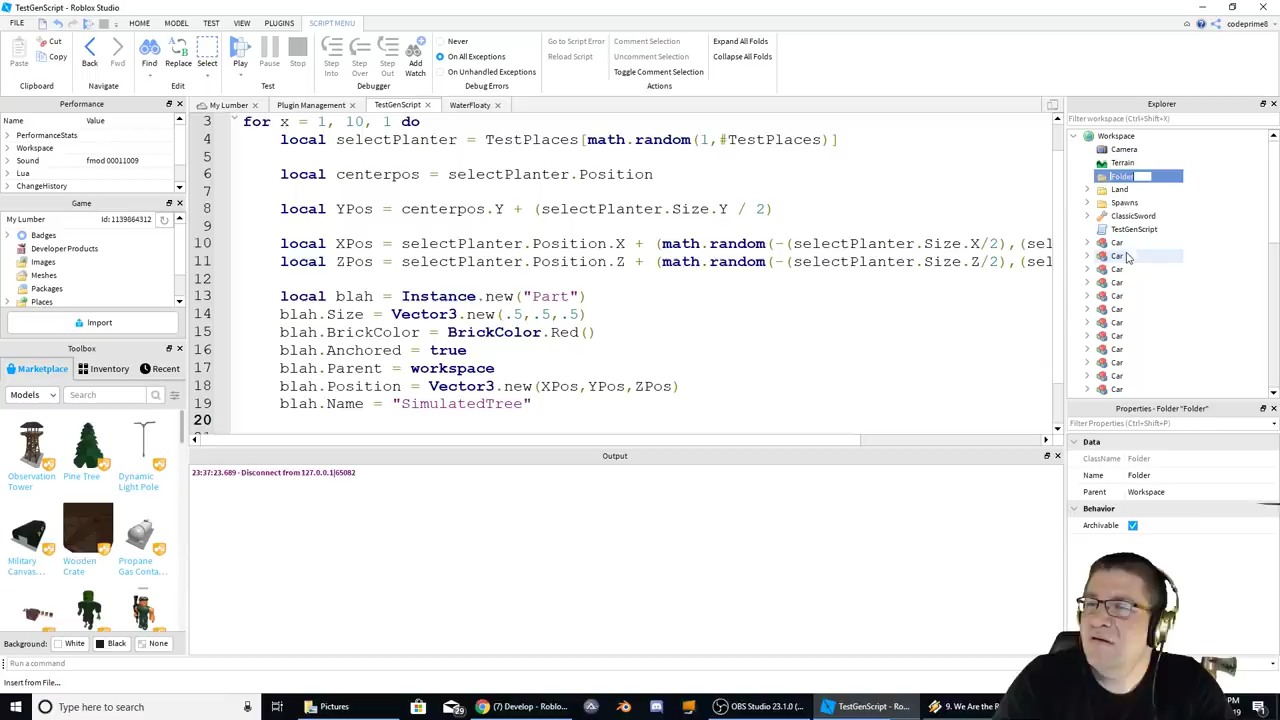 TestGenScript - Roblox Studio
FILE HOME MODEL TEST VIEW PLUGINS SCRIPT MENU codeprime8
Paste Cut Copy Clipboard
Back Fwd Navigate
Find Replace Select Edit
Play Pause Stop Test
Step Into Step Over Step Out Add Watch Debugger
Never
On All Exceptions
On Unhandled Exceptions
Debug Errors
Go to Script Error
Reload Script
Comment Selection
Uncomment Selection
Toggle Comment Selection
Expand All Folds
Collapse All Folds
Actions
Performance
Name Value
PerformanceStats
Workspace
Sound fmod 00011009
Lua
ChangeHistory
Game
My Lumber Id: 1139864312
Badges
Developer Products
Images
Meshes
Packages
Places
Import
Toolbox
Marketplace Inventory Recent
Models Search
Observation Tower
Pine Tree
Dynamic Light Pole
Military Canvas...
Wooden Crate
Propane Gas Conta...
Background: White Black None
My Lumber Plugin Management TestGenScript WaterFloaty
3 for x = 1, 10, 1 do
4 local selectPlanter = TestPlaces[math.random(1,#TestPlaces)]
5
6 local centerpos = selectPlanter.Position
7
8 local YPos = centerpos.Y + (selectPlanter.Size.Y / 2)
9
10 local XPos = selectPlanter.Position.X + (math.random(-(selectPlanter.Size.X/2),(sel
11 local ZPos = selectPlanter.Position.Z + (math.random(-(selectPlanter.Size.Z/2),(sel
12
13 local blah = Instance.new("Part")
14 blah.Size = Vector3.new(.5,.5,.5)
15 blah.BrickColor = BrickColor.Red()
16 blah.Anchored = true
17 blah.Parent = workspace
18 blah.Position = Vector3.new(XPos,YPos,ZPos)
19 blah.Name = "SimulatedTree"
20
Output
23:37:23.689 - Disconnect from 127.0.0.1|65082
Explorer
Filter workspace (Ctrl+Shift+X)
Workspace
Camera
Terrain
Folder
Land
Spawns
ClassicSword
TestGenScript
Car
Car
Car
Car
Car
Car
Car
Car
Car
Car
Car
Car
Properties - Folder "Folder"
Filter Properties (Ctrl+Shift+P)
Data
ClassName Folder
Name Folder
Parent Workspace
Behavior
Archivable
Run a command
Insert from File...
Type here to search
Pictures
(7) Develop - Roblo...
OBS Studio 23.1.0 (...
TestGenScript - Ro...
9. We Are the R
PM
19